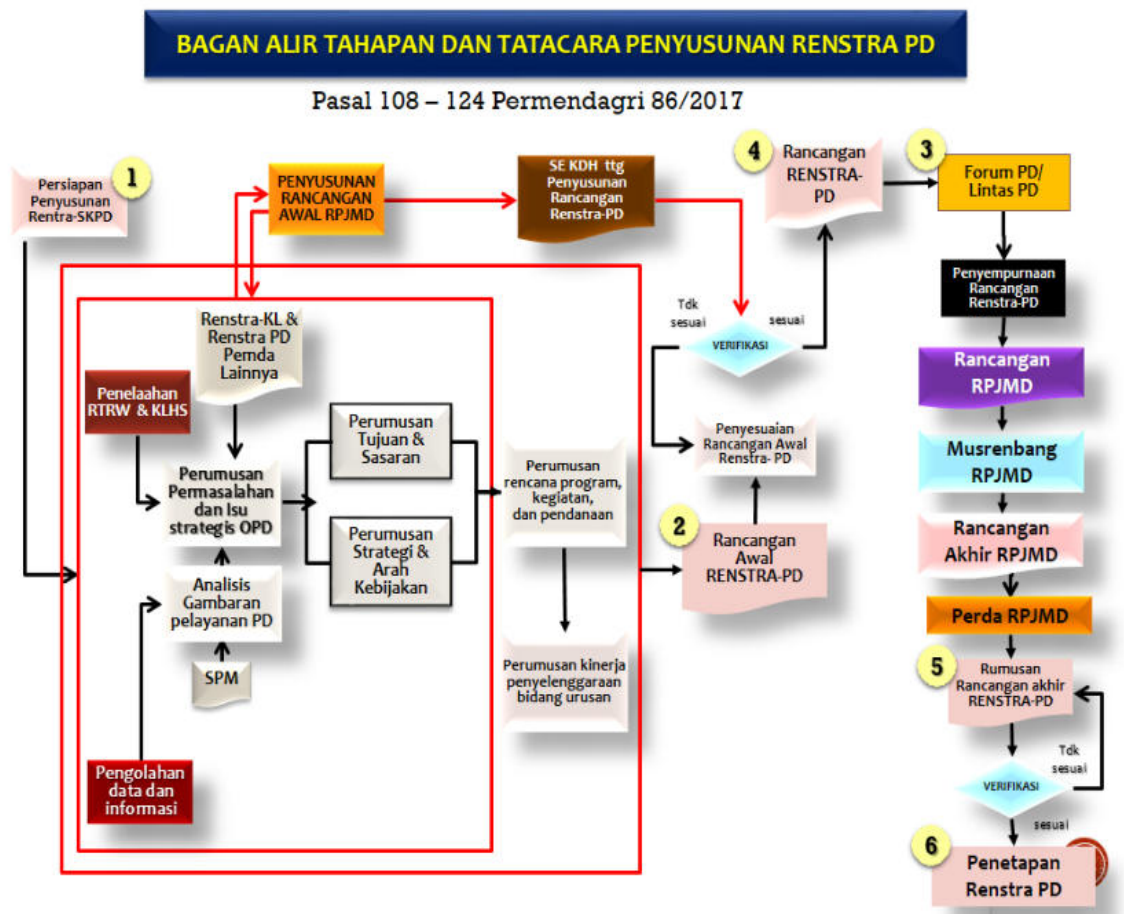 BAGAN ALIR TAHAPAN DAN TATACARA PENYUSUNAN RENSTRA PD
Pasal 108 – 124 Permendagri 86/2017
1
Persiapan
Penyusunan
Rentra-SKPD
PENYUSUNAN
RANCANGAN
AWAL RPJMD
SE KDH ttg
Penyusunan
Rancangan
Renstra-PD
4
Rancangan
RENSTRA-
PD
3
Forum PD/
Lintas PD
Penyempurnaan
Rancangan
Renstra-PD
Renstra-KL &
Renstra PD
Pemda
Lainnya
Penelaahan
RTRW & KLHS
Perumusan
Permasalahan
dan Isu
strategis OPD
Analisis
Gambaran
pelayanan PD
SPM
Pengolahan
data dan
informasi
Perumusan
Tujuan &
Sasaran
Perumusan
Strategi &
Arah
Kebijakan
Perumusan
rencana program,
kegiatan,
dan pendanaan
Perumusan kinerja
penyelenggaraan
bidang urusan
Tdk
sesuai
sesuai
VERIFIKASI
Penyesuaian
Rancangan Awal
Renstra- PD
2
Rancangan
Awal
RENSTRA-PD
Rancangan
RPJMD
Musrenbang
RPJMD
Rancangan
Akhir RPJMD
Perda RPJMD
5
Rumusan
Rancangan akhir
RENSTRA-PD
Tdk
sesuai
VERIFIKASI
sesuai
6
Penetapan
Renstra PD